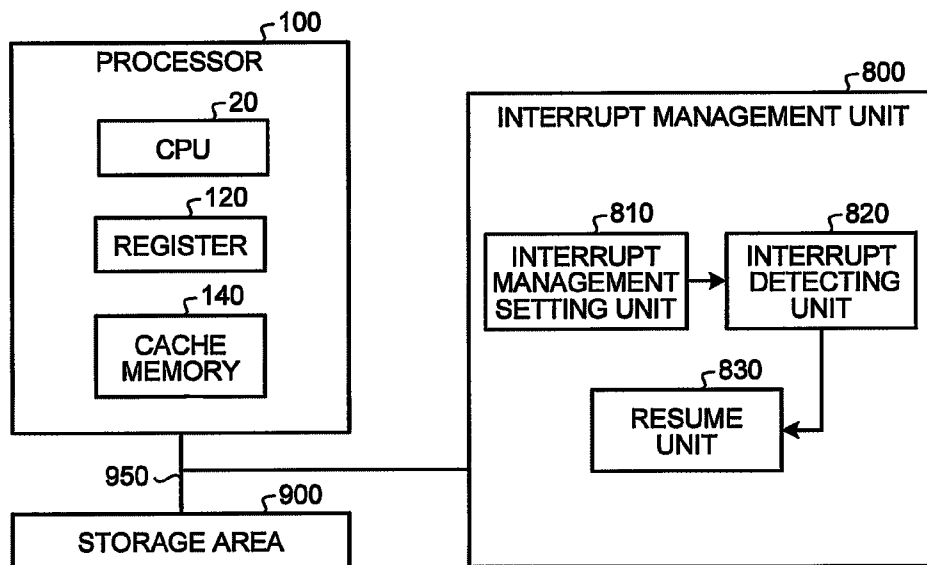 100
PROCESSOR
20
CPU
120
REGISTER
140
CACHE
MEMORY
950
900
STORAGE AREA
800
INTERRUPT MANAGEMENT UNIT
810
INTERRUPT
MANAGEMENT
SETTING UNIT
820
INTERRUPT
DETECTING
UNIT
830
RESUME
UNIT